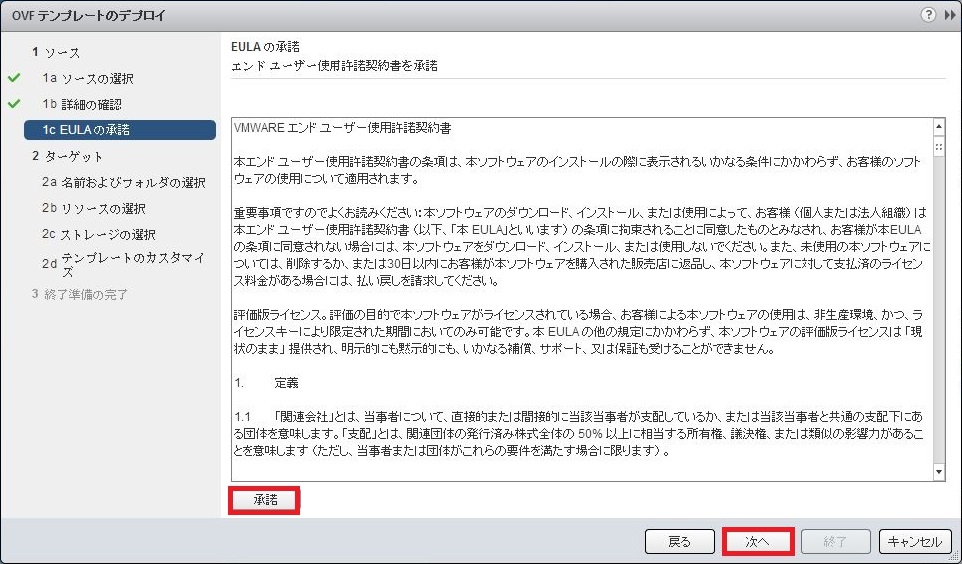 OVF テンプレートのデプロイ
?
1 ソース
1a ソースの選択
1b 詳細の確認
1c EULAの承諾
2 ターゲット
2a 名前およびフォルダの選択
2b リソースの選択
2c ストレージの選択
2d テンプレートのカスタマイ
ズ
3 終了準備の完了
EULAの承諾
エンド ユーザー使用許諾契約書を承諾
VMWARE エンド ユーザー使用許諾契約書
本エンド ユーザー使用許諾契約書の条項は、本ソフトウェアのインストールの際に表示されるいかなる条件にかかわらず、お客様のソフト
ウェアの使用について適用されます。
重要事項ですのでよくお読みください：本ソフトウェアのダウンロード、インストール、または使用によって、お客様（個人または法人組織）は
本エンド ユーザー使用許諾契約書（以下、「本 EULA」といいます）の条項に拘束されることに同意したものとみなされ、お客様が本EULA
の条項に同意されない場合には、本ソフトウェアをダウンロード、インストール、または使用しないでください。また、未使用の本ソフトウェアに
ついては、削除するか、または30日以内にお客様が本ソフトウェアを購入された販売店に返品し、本ソフトウェアに対して支払済のライセン
ス料金がある場合には、払い戻しを請求してください。
評価版ライセンス。評価の目的で本ソフトウェアがライセンスされている場合、お客様による本ソフトウェアの使用は、非生産環境、かつ、ラ
イセンスキーにより限定された期間においてのみ可能です。本 EULA の他の規定にかかわらず、本ソフトウェアの評価版ライセンスは「現
状のまま」提供され、明示的にも黙示的にも、いかなる補償、サポート、又は保証も受けることができません。
1. 定義
1.1 「関連会社」とは、当事者について、直接的または間接的に当該当事者が支配しているか、または当該当事者と共通の支配下にあ
る団体を意味します。「支配」とは、関連団体の発行済み株式全体の 50% 以上に相当する所有権、議決権、または類似の影響力があるこ
とを意味します（ただし、当事者または団体がこれらの要件を満たす場合に限ります）。
承諾
戻る
次へ
終了
キャンセル